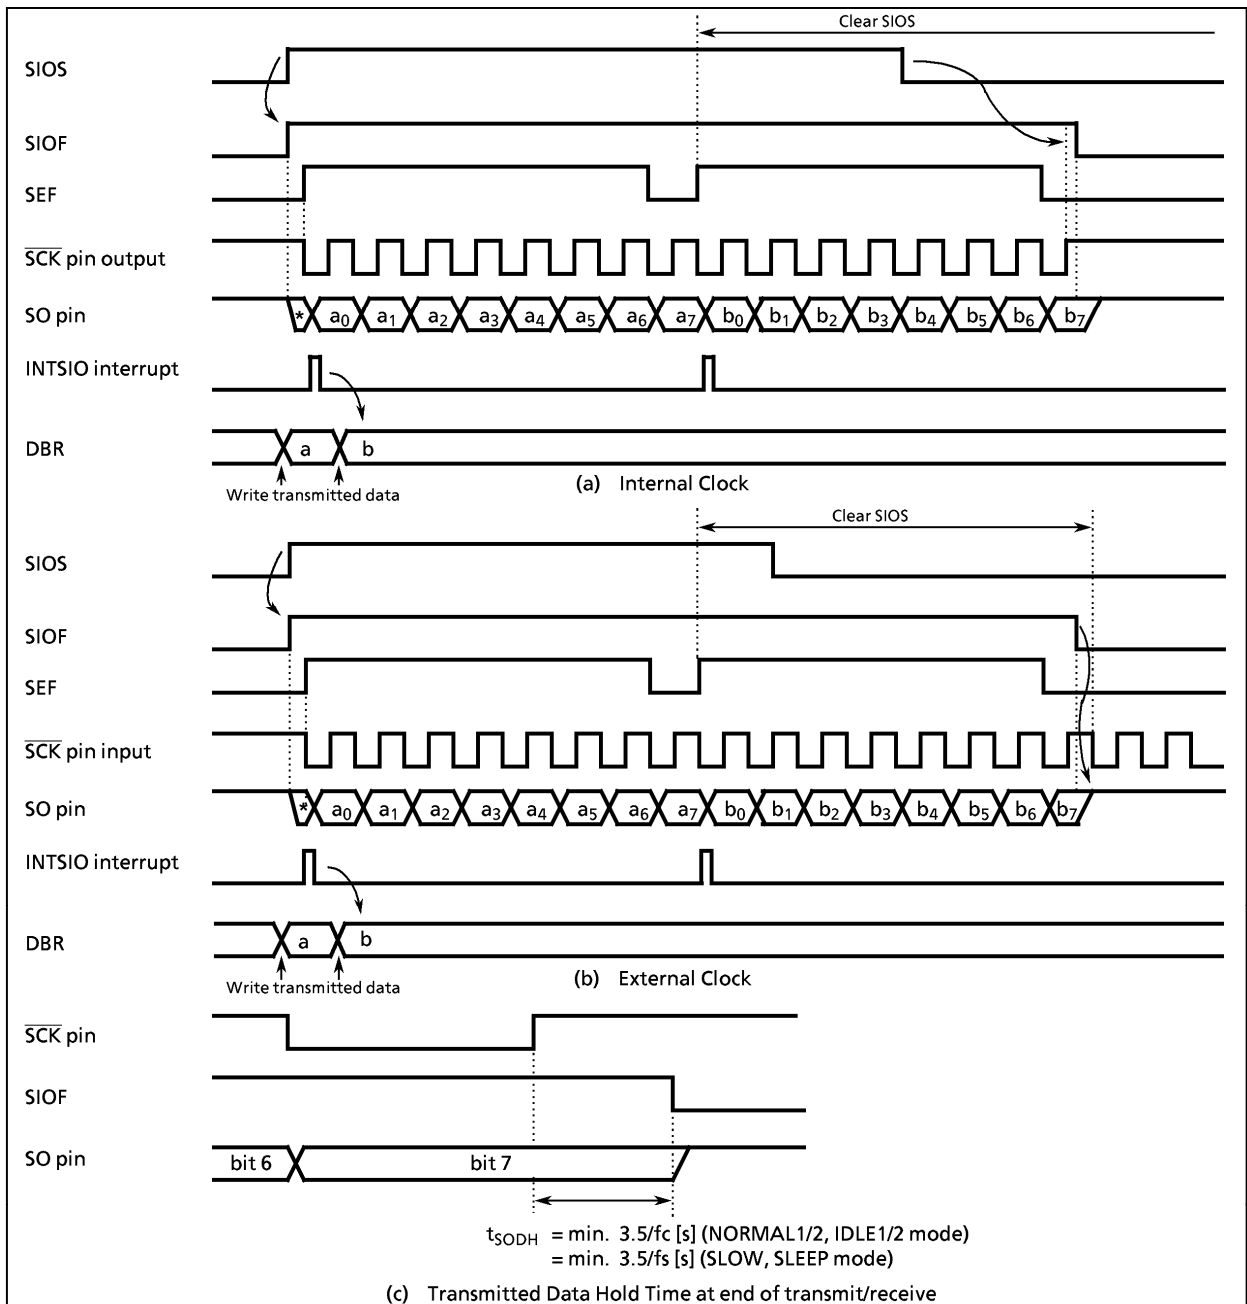 Clear SIOS
SIOS
SIOF
SEF
SCK pin output
SO pin
* a0 a1 a2 a3 a4 a5 a6 a7 b0 b1 b2 b3 b4 b5 b6 b7
INTSIO interrupt
DBR
a b
Write transmitted data
(a) Internal Clock
Clear SIOS
SIOS
SIOF
SEF
SCK pin input
SO pin
* a0 a1 a2 a3 a4 a5 a6 a7 b0 b1 b2 b3 b4 b5 b6 b7
INTSIO interrupt
DBR
a b
Write transmitted data
(b) External Clock
SCK pin
SIOF
SO pin
bit 6 bit 7
tSODH = min. 3.5/fc [s] (NORMAL1/2, IDLE1/2 mode)
= min. 3.5/fs [s] (SLOW, SLEEP mode)
(c) Transmitted Data Hold Time at end of transmit/receive